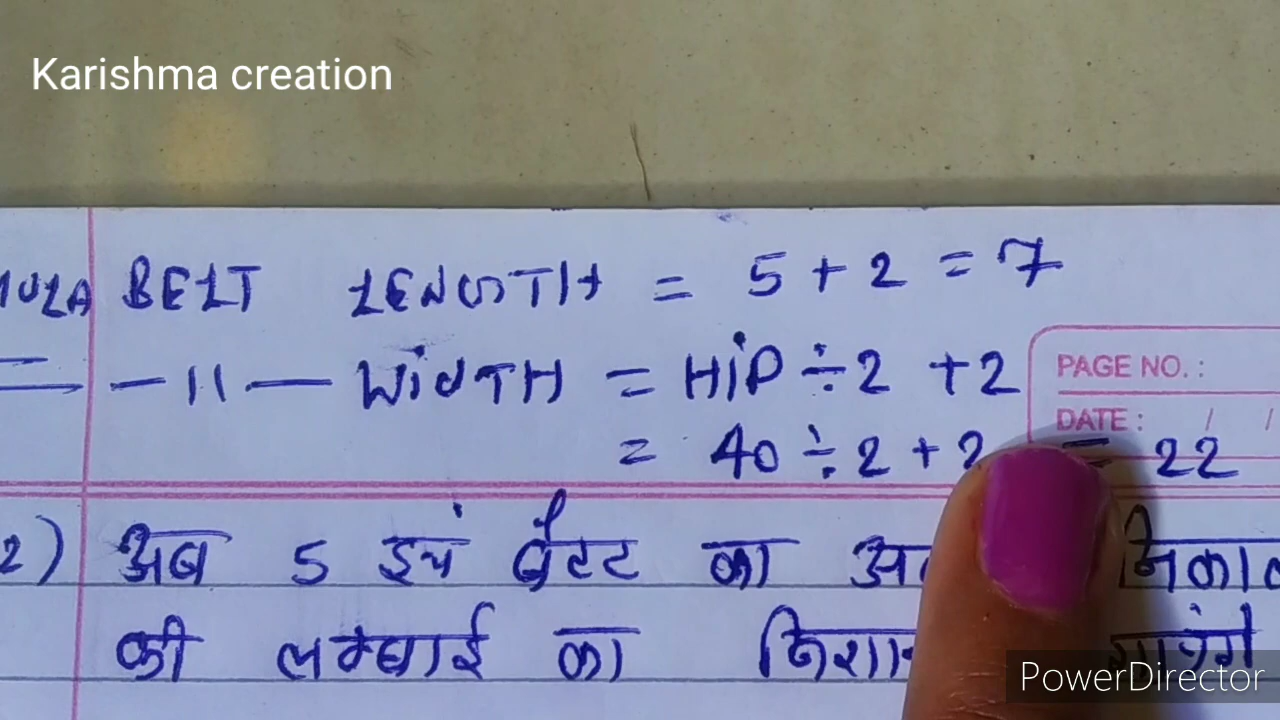 Karishma creation
BELT LENGTH = 5 + 2 = 7
— 11 — WIDTH = HIP ÷ 2 + 2
PAGE NO. :
DATE : / /
= 40 ÷ 2 + 2 = 22
2) अब 5 इंच बैल्ट का
की लम्बाई का
PowerDirector